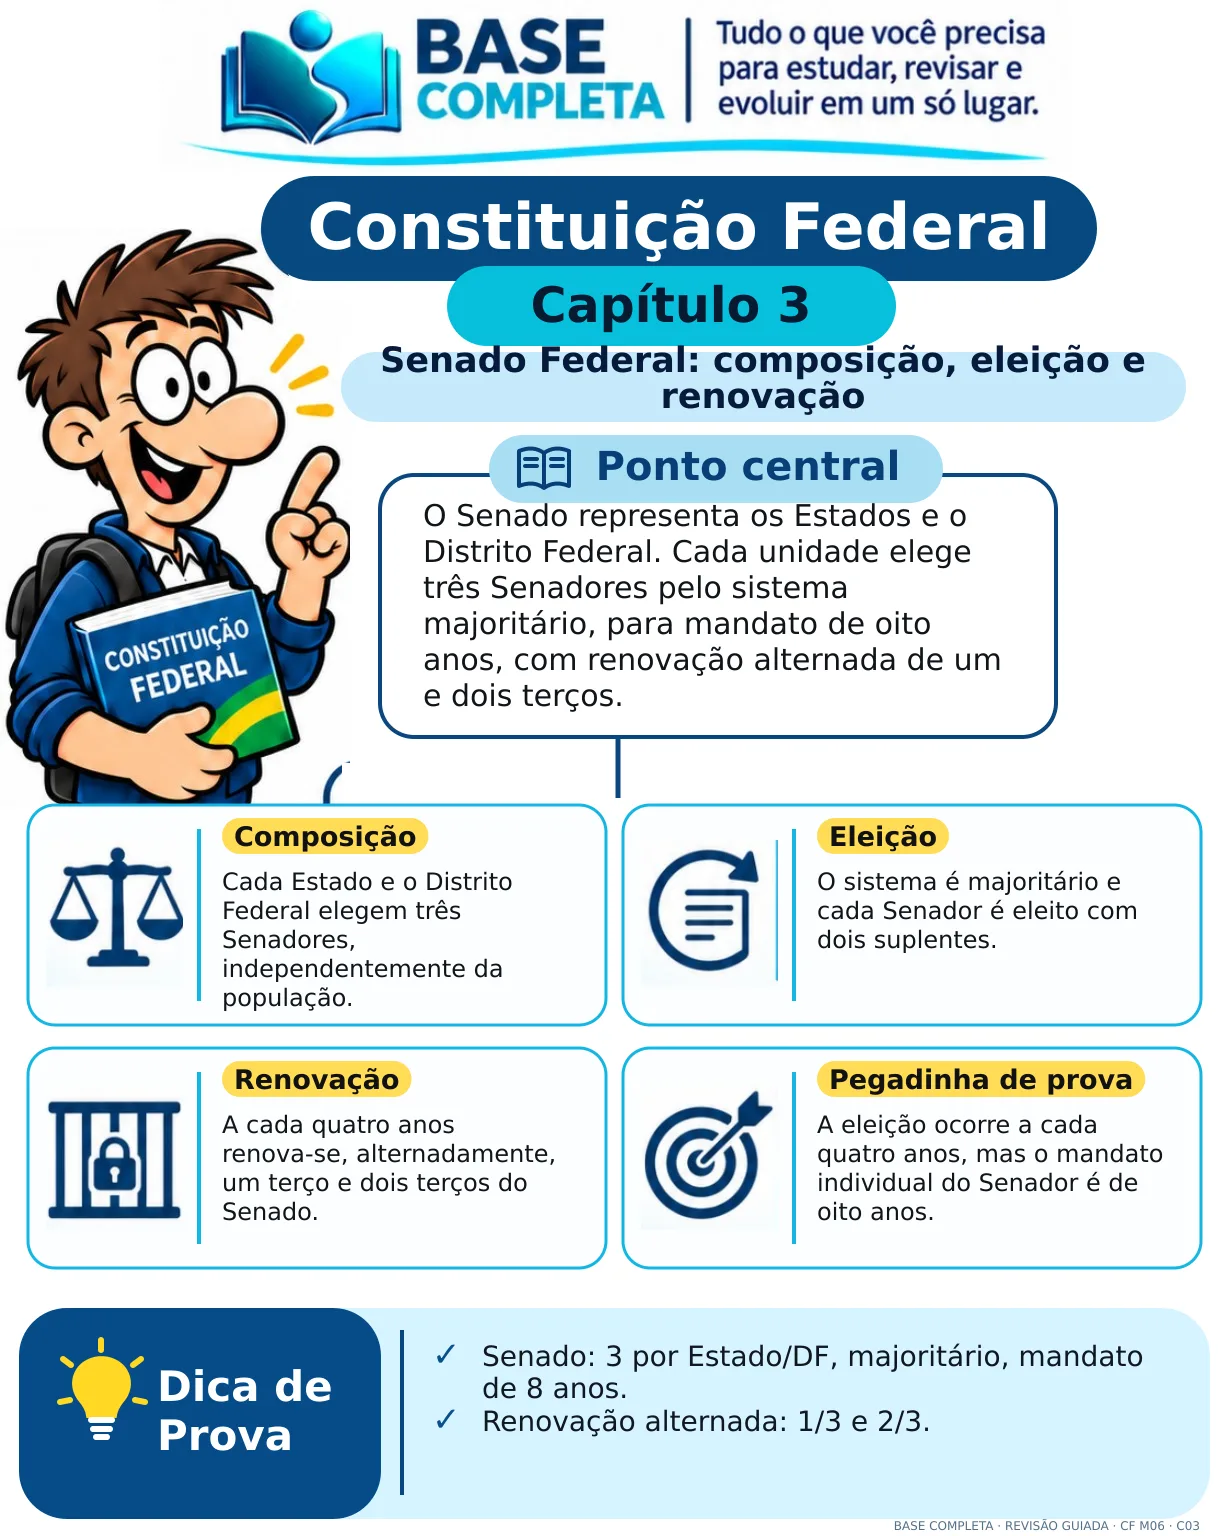 BASE
COMPLETA
Tudo o que você precisa
para estudar, revisar e
evoluir em um só lugar.
Constituição Federal
Capítulo 3
Senado Federal: composição, eleição e
renovação
Ponto central
O Senado representa os Estados e o
Distrito Federal. Cada unidade elege
três Senadores pelo sistema
majoritário, para mandato de oito
anos, com renovação alternada de um
e dois terços.
CONSTITUIÇÃO
FEDERAL
Composição
Cada Estado e o Distrito
Federal elegem três
Senadores,
independentemente da
população.
Eleição
O sistema é majoritário e
cada Senador é eleito com
dois suplentes.
Renovação
A cada quatro anos
renova-se, alternadamente,
um terço e dois terços do
Senado.
Pegadinha de prova
A eleição ocorre a cada
quatro anos, mas o mandato
individual do Senador é de
oito anos.
Dica de
Prova
✓ Senado: 3 por Estado/DF, majoritário, mandato
de 8 anos.
✓ Renovação alternada: 1/3 e 2/3.
BASE COMPLETA · REVISÃO GUIADA · CF M06 · C03